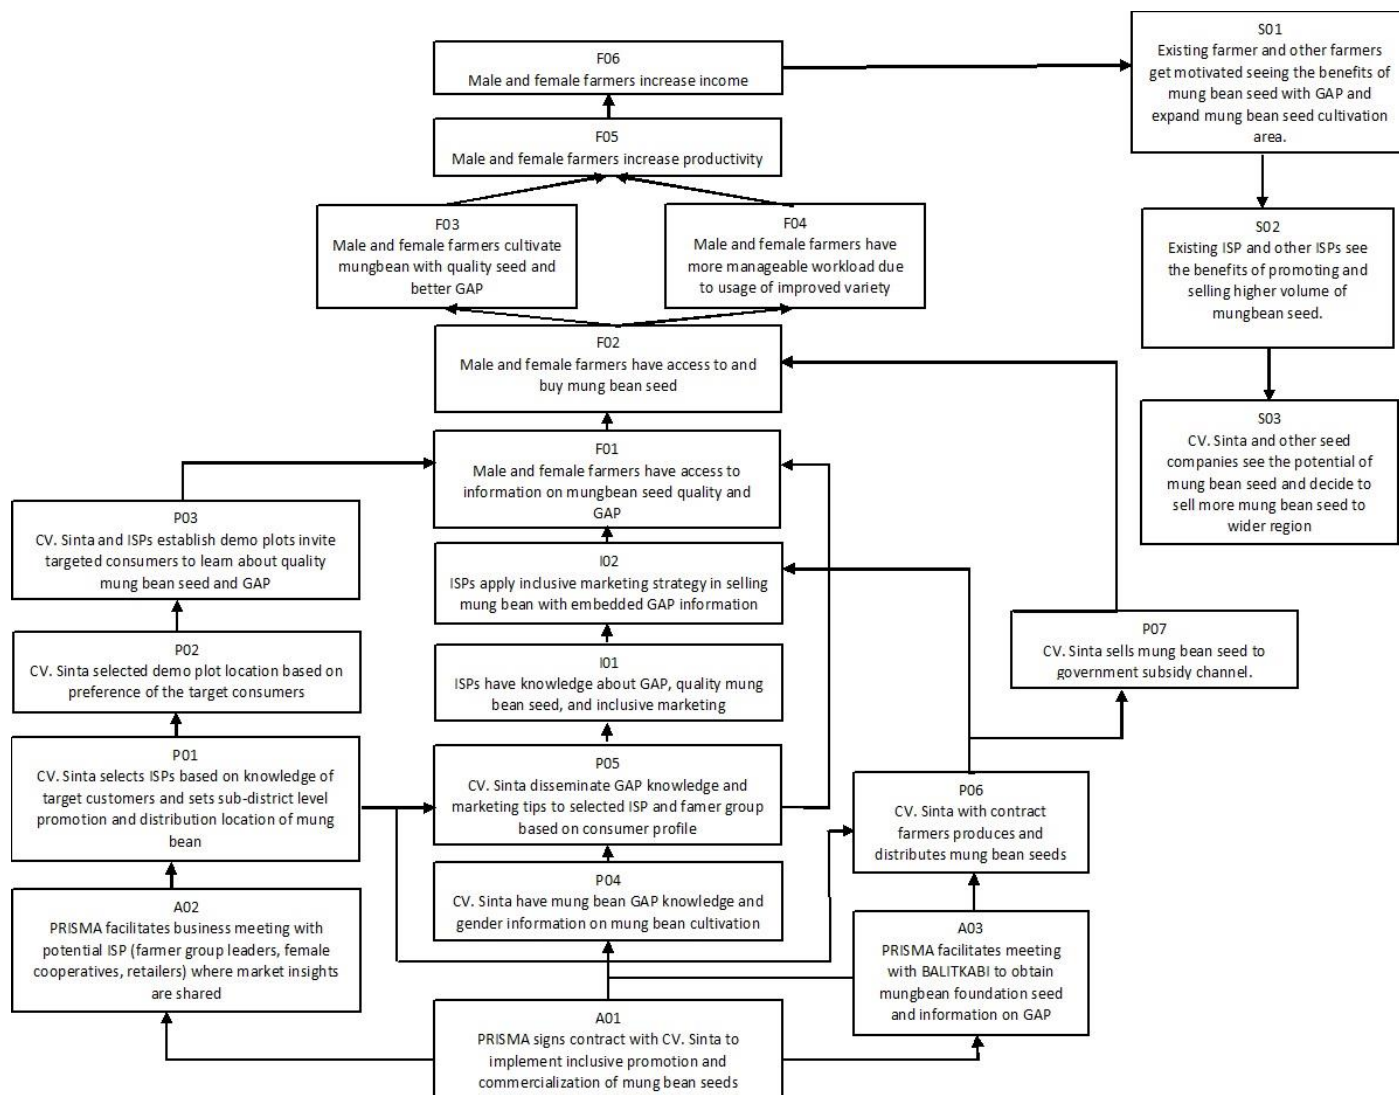 F06
Male and female farmers increase income
S01
Existing farmer and other farmers
get motivated seeing the benefits of
mung bean seed with GAP and
expand mung bean seed cultivation
area.
F05
Male and female farmers increase productivity
F03
Male and female farmers cultivate
mungbean with quality seed and
better GAP
F04
Male and female farmers have
more manageable workload due
to usage of improved variety
S02
Existing ISP and other ISPs see
the benefits of promoting and
selling higher volume of
mungbean seed.
F02
Male and female farmers have access to and
buy mung bean seed
S03
CV. Sinta and other seed
companies see the potential of
mung bean seed and decide to
sell more mung bean seed to
wider region
F01
Male and female farmers have access to
information on mungbean seed quality and
GAP
P03
CV. Sinta and ISPs establish demo plots invite
targeted consumers to learn about quality
mung bean seed and GAP
I02
ISPs apply inclusive marketing strategy in selling
mung bean with embedded GAP information
P07
CV. Sinta sells mung bean seed to
government subsidy channel.
P02
CV. Sinta selected demo plot location based on
preference of the target consumers
I01
ISPs have knowledge about GAP, quality mung
bean seed, and inclusive marketing
P01
CV. Sinta selects ISPs based on knowledge of
target customers and sets sub-district level
promotion and distribution location of mung
bean
P05
CV. Sinta disseminate GAP knowledge and
marketing tips to selected ISP and famer group
based on consumer profile
P06
CV. Sinta with contract
farmers produces and
distributes mung bean seeds
P04
CV. Sinta have mung bean GAP knowledge and
gender information on mung bean cultivation
A02
PRISMA facilitates business meeting with
potential ISP (farmer group leaders, female
cooperatives, retailers) where market insights
are shared
A03
PRISMA facilitates meeting
with BALITKABI to obtain
mungbean foundation seed
and information on GAP
A01
PRISMA signs contract with CV. Sinta to
implement inclusive promotion and
commercialization of mung bean seeds